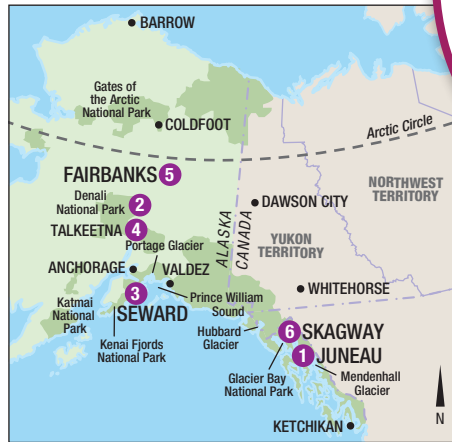 BARROW
Gates of
the Arctic
National Park
COLDFOOT
Arctic Circle
FAIRBANKS 5
Denali
National Park 2
TALKEETNA 4
Portage Glacier
ANCHORAGE
VALDEZ
Katmai
National
Park
3
SEWARD
Prince William
Sound
Kenai Fjords
National Park
ALASKA
CANADA
DAWSON CITY
YUKON
TERRITORY
NORTHWEST
TERRITORY
WHITEHORSE
Hubbard
Glacier
6 SKAGWAY
1 JUNEAU
Glacier Bay
National Park
Mendenhall
Glacier
KETCHIKAN
N